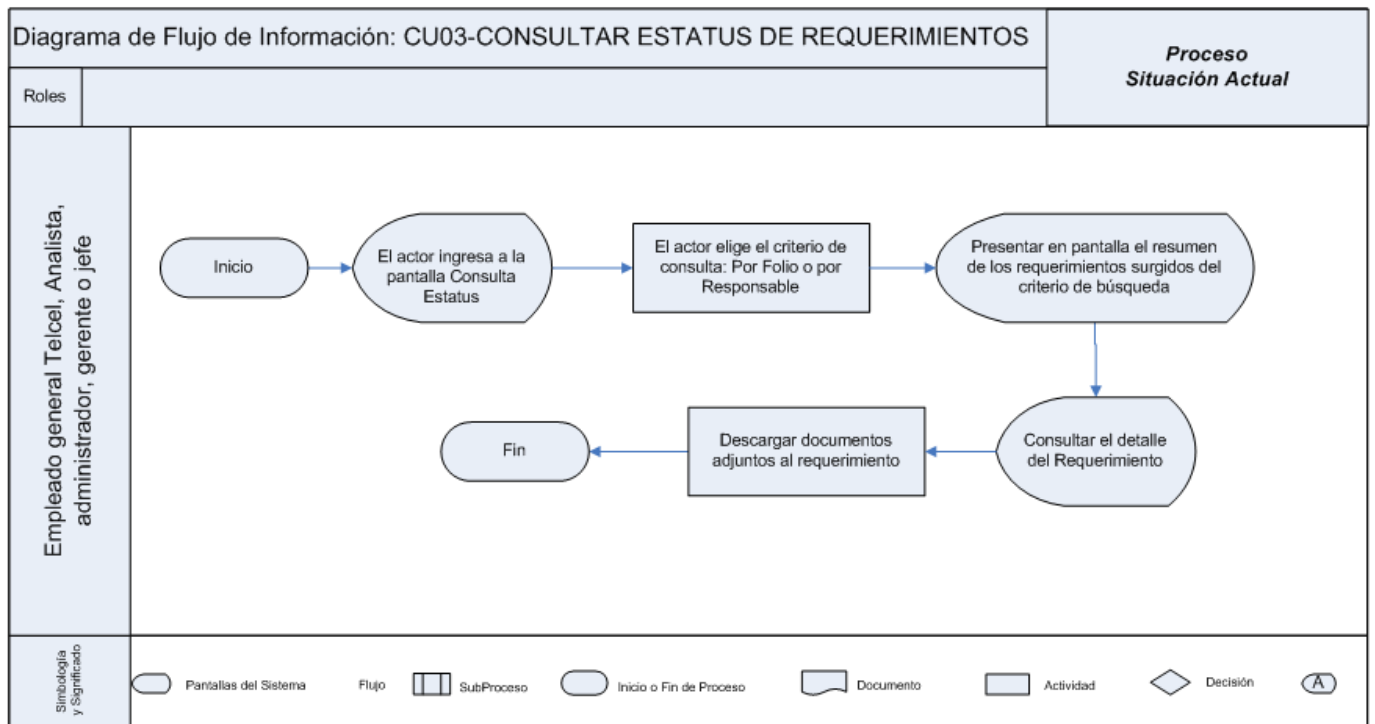 Diagrama de Flujo de Información: CU03-CONSULTAR ESTATUS DE REQUERIMIENTOS
Proceso
Situación Actual
Roles
Empleado general Telcel, Analista,
administrador, gerente o jefe
Inicio
El actor ingresa a la
pantalla Consulta
Estatus
El actor elige el criterio de
consulta: Por Folio o por
Responsable
Presentar en pantalla el resumen
de los requerimientos surgidos del
criterio de búsqueda
Consultar el detalle
del Requerimiento
Descargar documentos
adjuntos al requerimiento
Fin
Simbología
y Significado
Pantallas del Sistema
Flujo
SubProceso
Inicio o Fin de Proceso
Documento
Actividad
Decisión
A